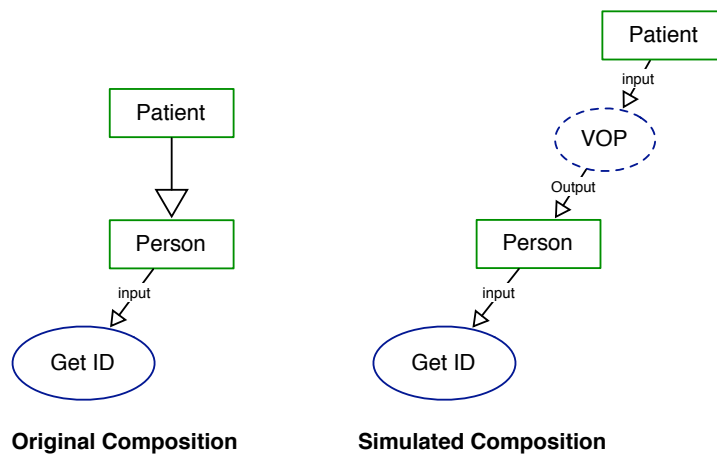 Patient
Person
input
Get ID
Original Composition
Patient
input
VOP
Output
Person
input
Get ID
Simulated Composition